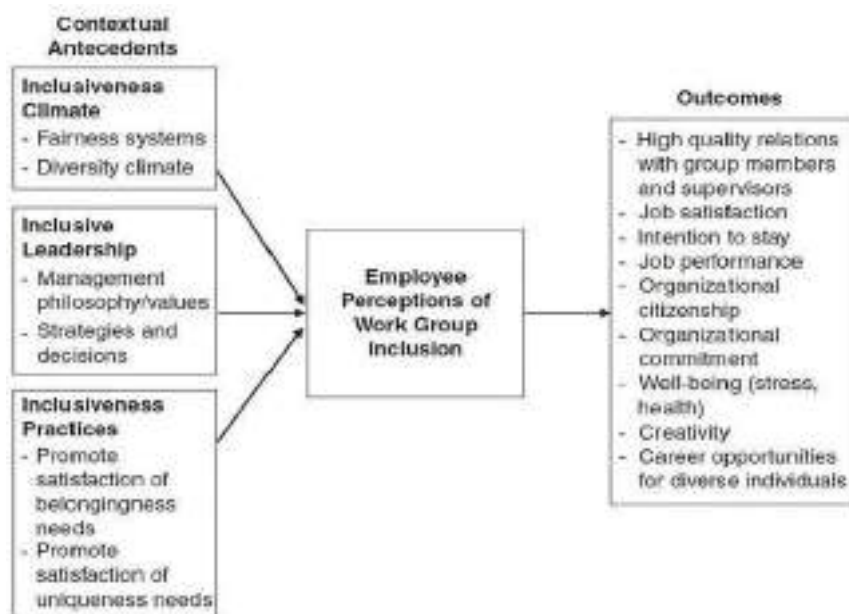 Contextual
Antecedents
Inclusiveness
Climate
- Fairness systems
- Diversity climate
Inclusive
Leadership
- Management
philosophy/values
- Strategies and
decisions
Inclusiveness
Practices
- Promote
satisfaction of
belongingness
needs
- Promote
satisfaction of
uniqueness needs
Employee
Perceptions of
Work Group
Inclusion
Outcomes
- High quality relations
with group members
and supervisors
- Job satisfaction
- Intention to stay
- Job performance
- Organizational
citizenship
- Organizational
commitment
- Well-being (stress,
health)
- Creativity
- Career opportunities
for diverse individuals